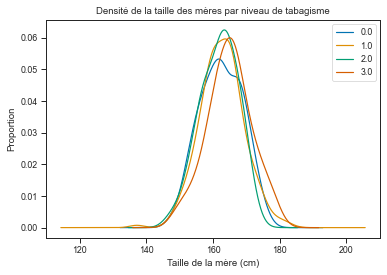 Densité de la taille des mères par niveau de tabagisme
0.06
0.05
0.04
0.03
0.02
0.01
0.00
Proportion
0.0
1.0
2.0
3.0
120 140 160 180 200
Taille de la mère (cm)